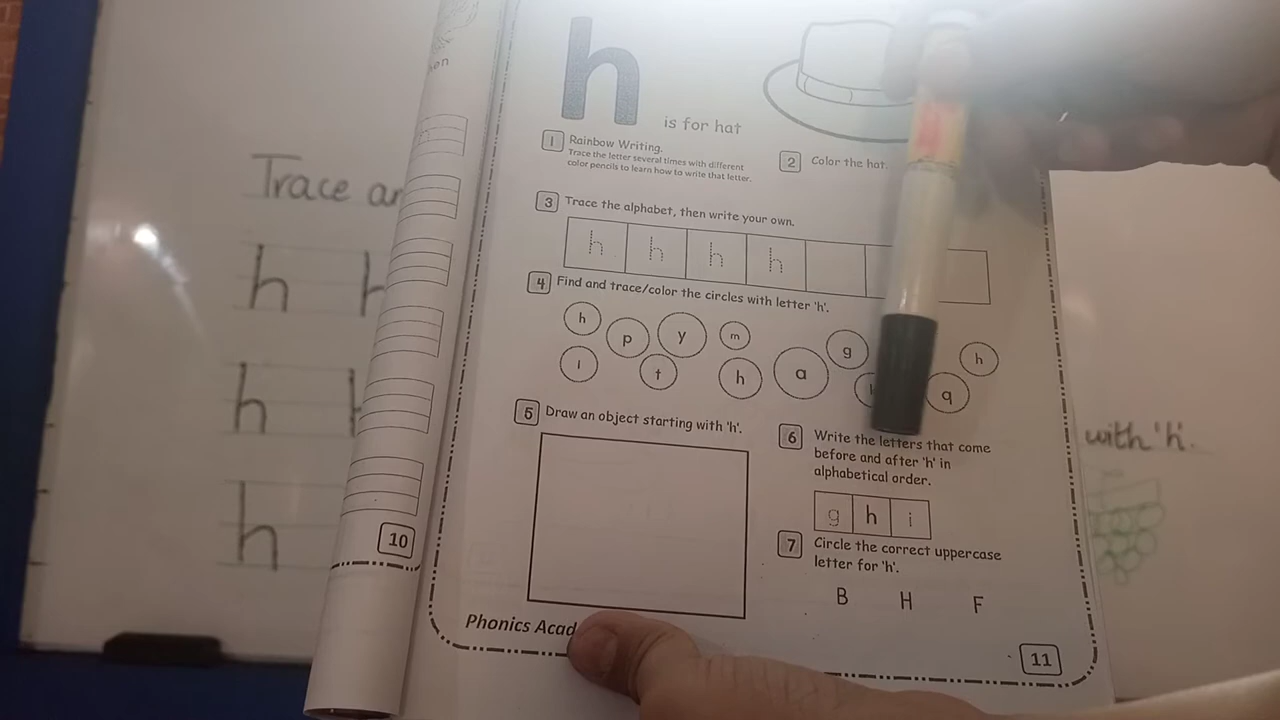 h
is for hat
1 Rainbow Writing.
Trace the letter several times with different
color pencils to learn how to write that letter.
2 Color the hat.
3 Trace the alphabet, then write your own.
h h h h
4 Find and trace/color the circles with letter 'h'.
h p y m g h
l t h a q
5 Draw an object starting with 'h'.
6 Write the letters that come
before and after 'h' in
alphabetical order.
g h i
7 Circle the correct uppercase
letter for 'h'.
B H F
Phonics
11
10
Trace
h
h
h
with 'h'.